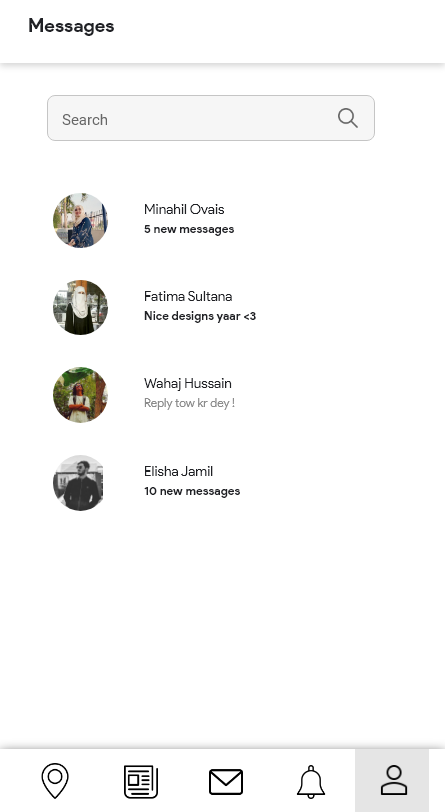 Messages
Search
Minahil Ovais
5 new messages
Fatima Sultana
Nice designs yaar <3
Wahaj Hussain
Reply tow kr dey !
Elisha Jamil
10 new messages